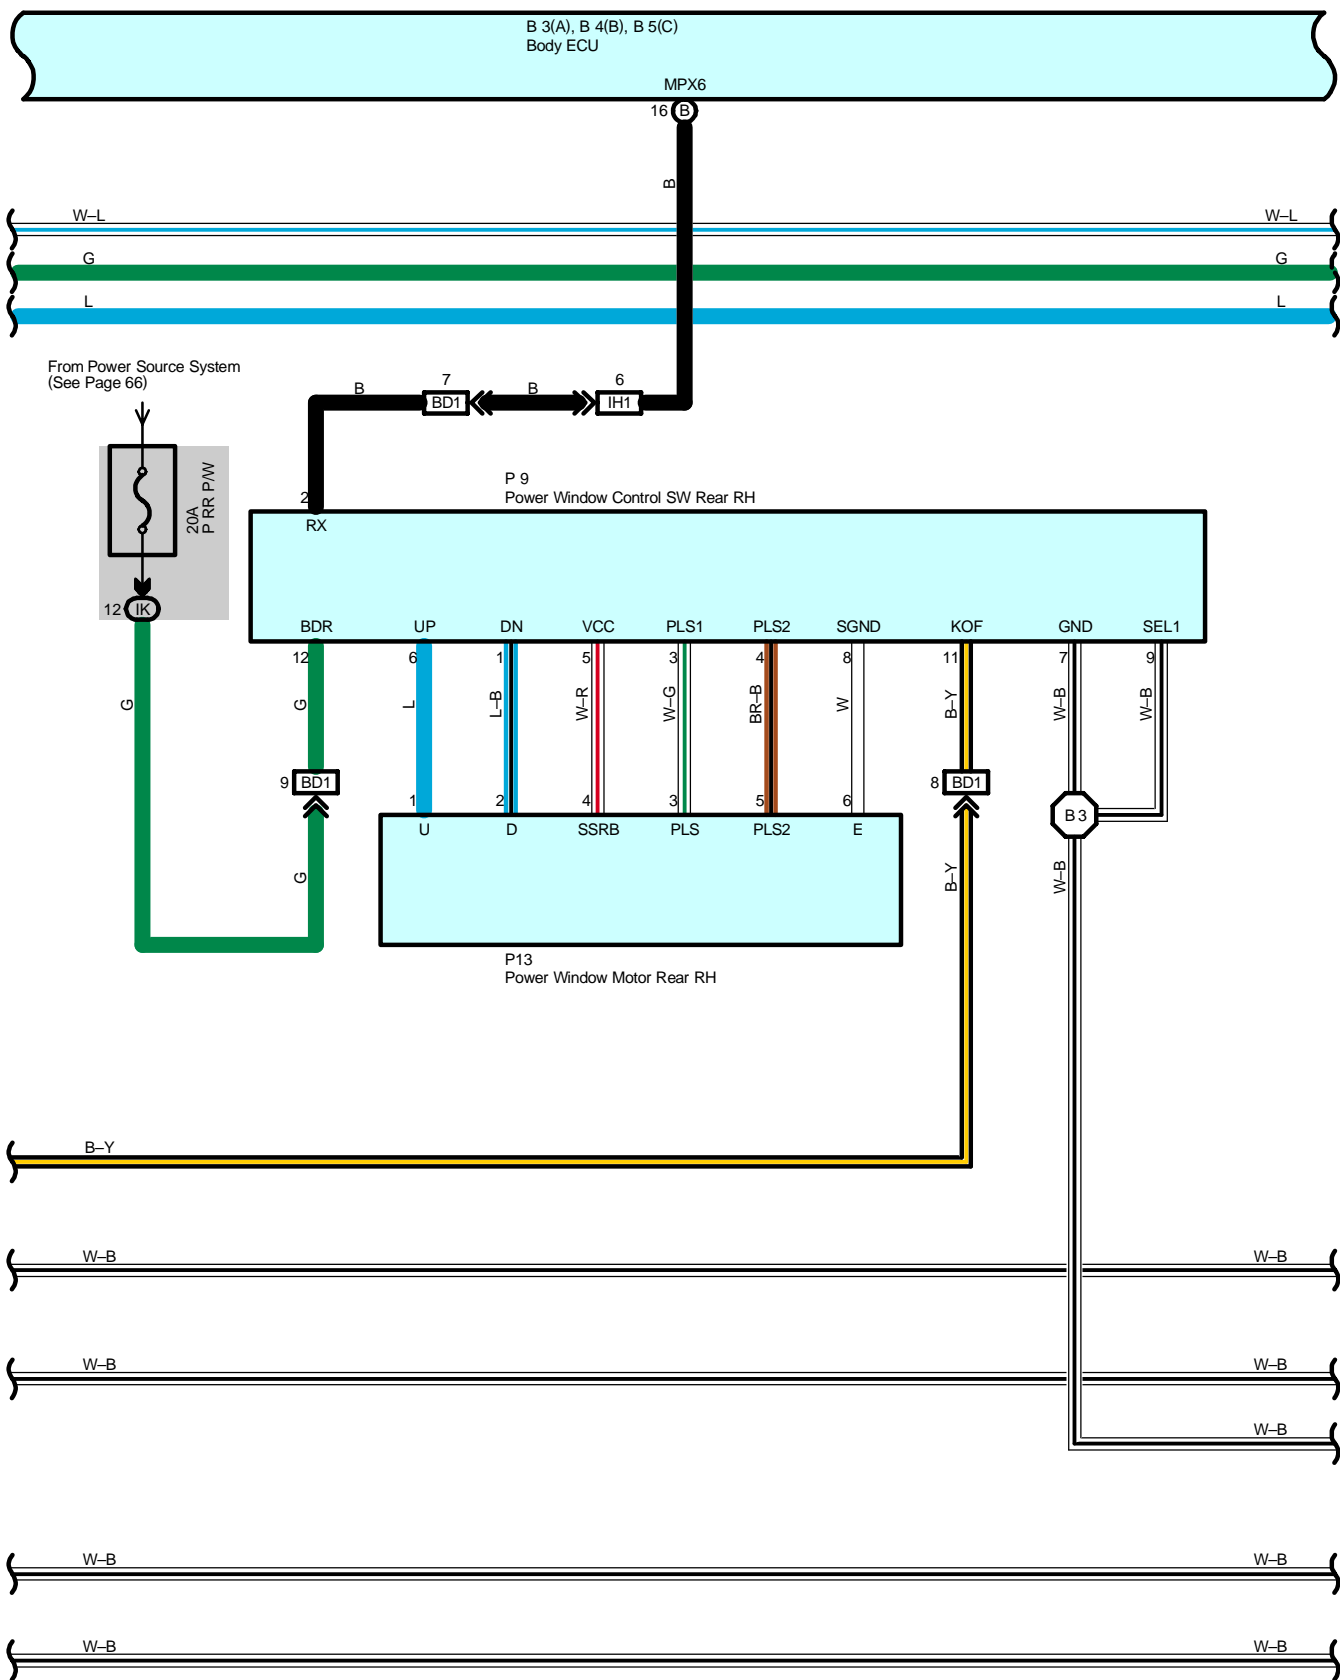 B 3(A), B 4(B), B 5(C)
Body ECU
MPX6
16 B
B
W–L W–L
G G
L L
From Power Source System
(See Page 66)
B 7 B 6
BD1 IH1
20A
P RR P/W
P 9
2 Power Window Control SW Rear RH
RX
12 IK
BDR UP DN VCC PLS1 PLS2 SGND KOF GND SEL1
12 6 1 5 3 4 8 11 7 9
G G L L–B W–R W–G BR–B W B–Y W–B W–B
9 BD1 8 BD1
1 2 4 3 5 6
B 3
U D SSRB PLS PLS2 E
G B–Y W–B
P13
Power Window Motor Rear RH
B–Y
W–B W–B
W–B W–B
W–B
W–B W–B
W–B W–B